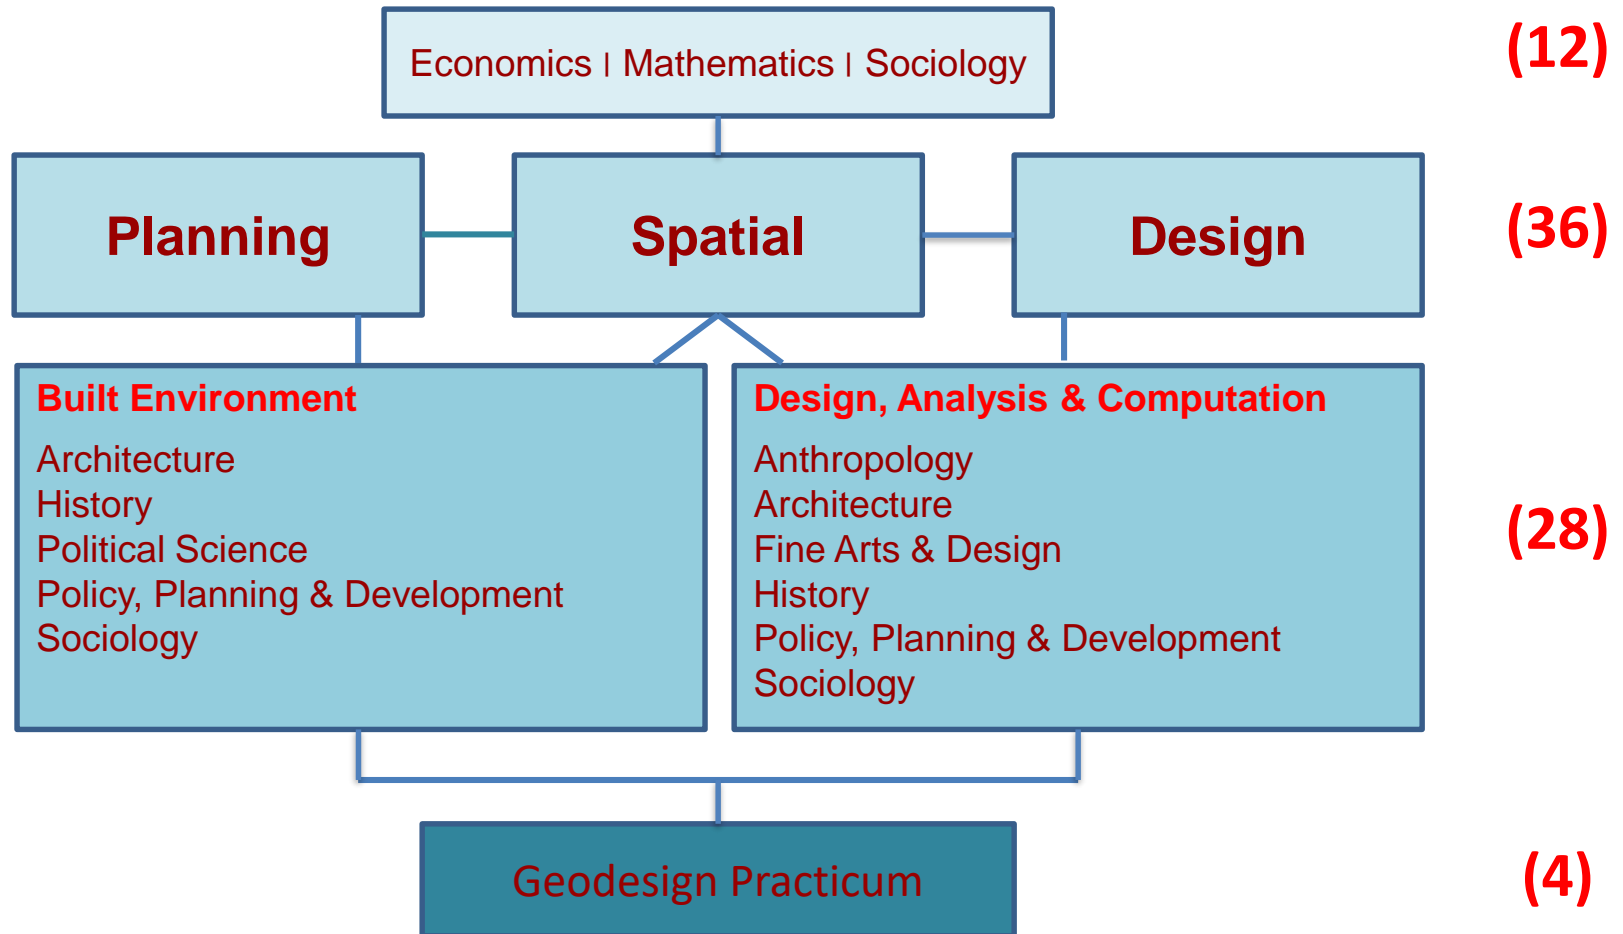 Economics | Mathematics | Sociology
(12)
Planning
Spatial
Design
(36)
Built Environment
Architecture
History
Political Science
Policy, Planning & Development
Sociology
Design, Analysis & Computation
Anthropology
Architecture
Fine Arts & Design
History
Policy, Planning & Development
Sociology
(28)
Geodesign Practicum
(4)